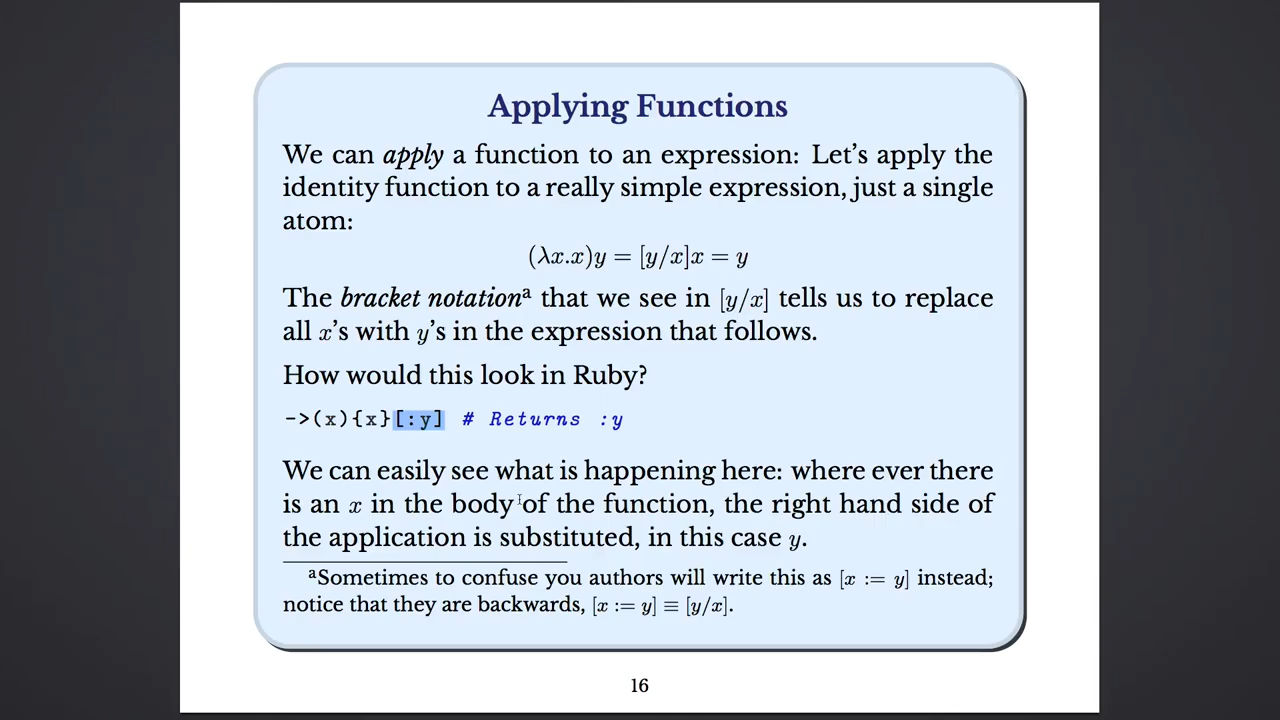 Applying Functions
We can apply a function to an expression: Let’s apply the
identity function to a really simple expression, just a single
atom:
(λx.x)y = [y/x]x = y
The bracket notationᵃ that we see in [y/x] tells us to replace
all x’s with y’s in the expression that follows.
How would this look in Ruby?
->(x){x}[:y] # Returns :y
We can easily see what is happening here: where ever there
is an x in the body of the function, the right hand side of
the application is substituted, in this case y.
ᵃSometimes to confuse you authors will write this as [x := y] instead;
notice that they are backwards, [x := y] ≡ [y/x].
16